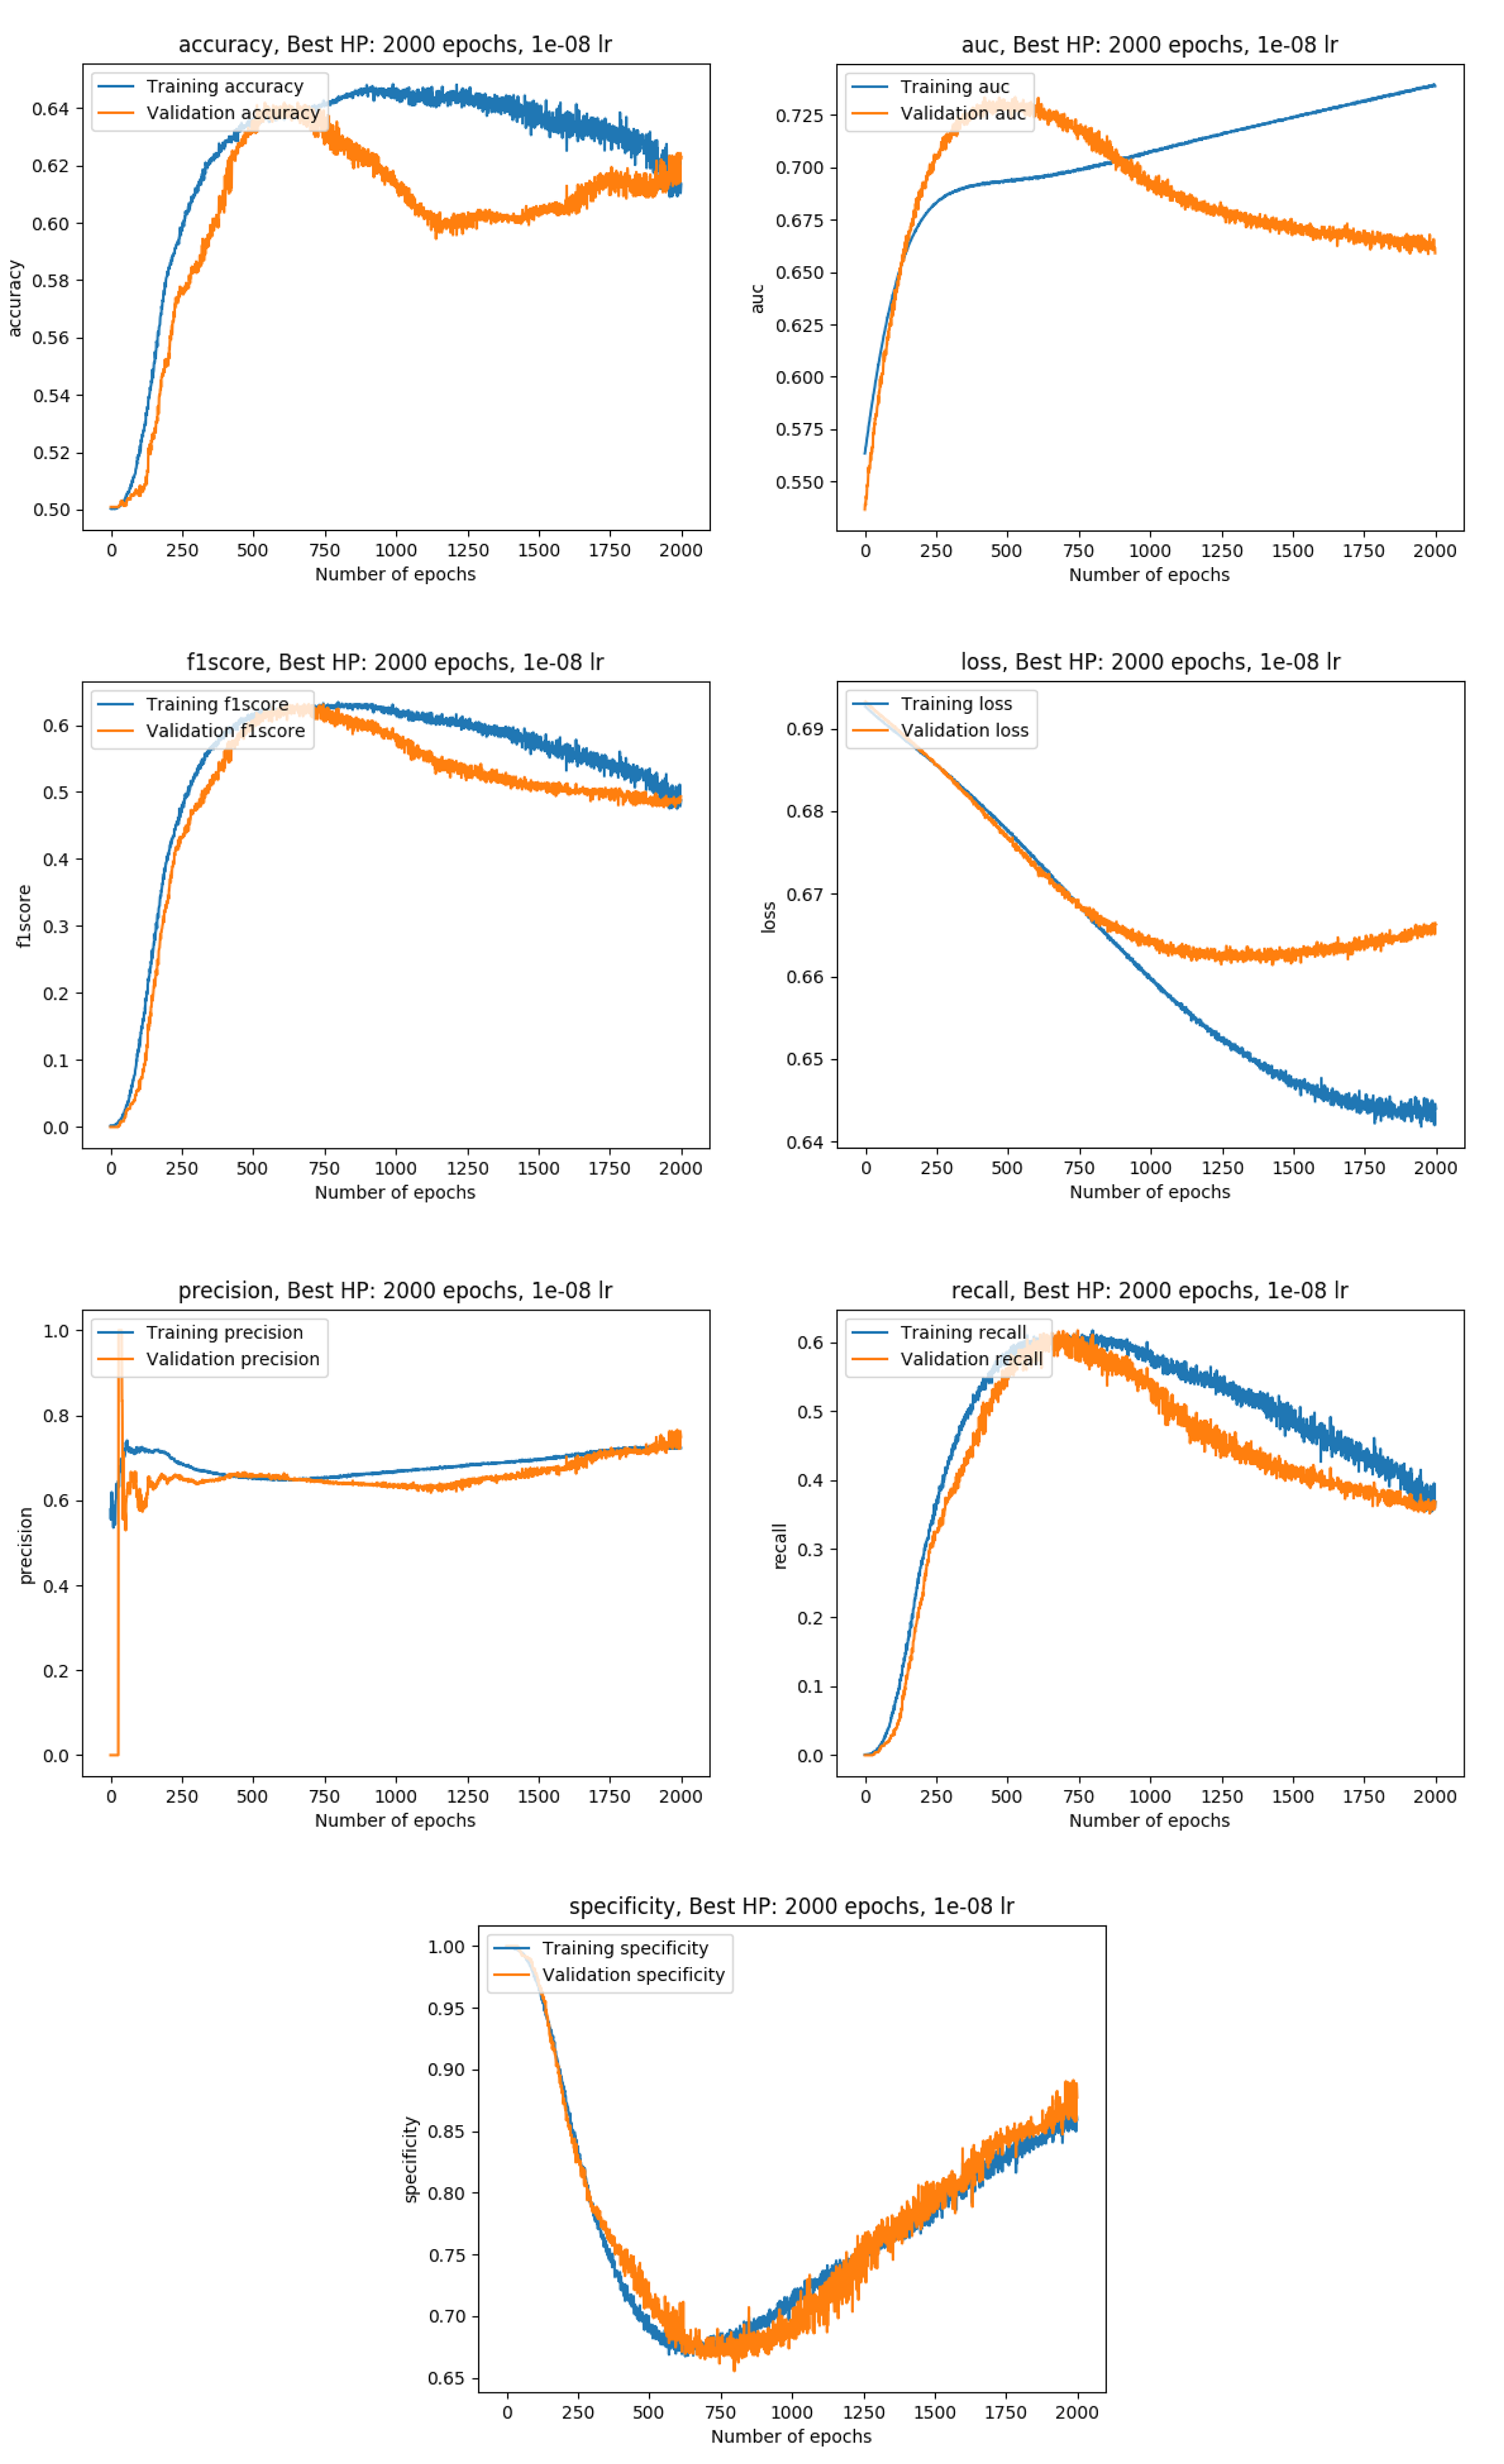 accuracy, Best HP: 2000 epochs, 1e-08 lr
Training accuracy
Validation accuracy
accuracy
0.64
0.62
0.60
0.58
0.56
0.54
0.52
0.50
0 250 500 750 1000 1250 1500 1750 2000
Number of epochs
auc, Best HP: 2000 epochs, 1e-08 lr
Training auc
Validation auc
auc
0.725
0.700
0.675
0.650
0.625
0.600
0.575
0.550
0 250 500 750 1000 1250 1500 1750 2000
Number of epochs
f1score, Best HP: 2000 epochs, 1e-08 lr
Training f1score
Validation f1score
f1score
0.6
0.5
0.4
0.3
0.2
0.1
0.0
0 250 500 750 1000 1250 1500 1750 2000
Number of epochs
loss, Best HP: 2000 epochs, 1e-08 lr
Training loss
Validation loss
loss
0.69
0.68
0.67
0.66
0.65
0.64
0 250 500 750 1000 1250 1500 1750 2000
Number of epochs
precision, Best HP: 2000 epochs, 1e-08 lr
Training precision
Validation precision
precision
1.0
0.8
0.6
0.4
0.2
0.0
0 250 500 750 1000 1250 1500 1750 2000
Number of epochs
recall, Best HP: 2000 epochs, 1e-08 lr
Training recall
Validation recall
recall
0.6
0.5
0.4
0.3
0.2
0.1
0.0
0 250 500 750 1000 1250 1500 1750 2000
Number of epochs
specificity, Best HP: 2000 epochs, 1e-08 lr
Training specificity
Validation specificity
specificity
1.00
0.95
0.90
0.85
0.80
0.75
0.70
0.65
0 250 500 750 1000 1250 1500 1750 2000
Number of epochs